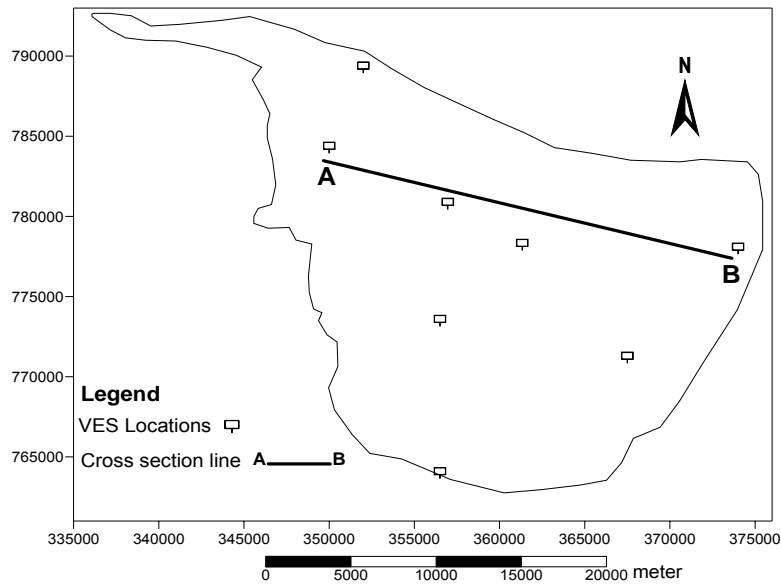 790000
785000
780000
775000
770000
765000
N
A
B
Legend
VES Locations
Cross section line A B
335000 340000 345000 350000 355000 360000 365000 370000 375000
0 5000 10000 15000 20000 meter